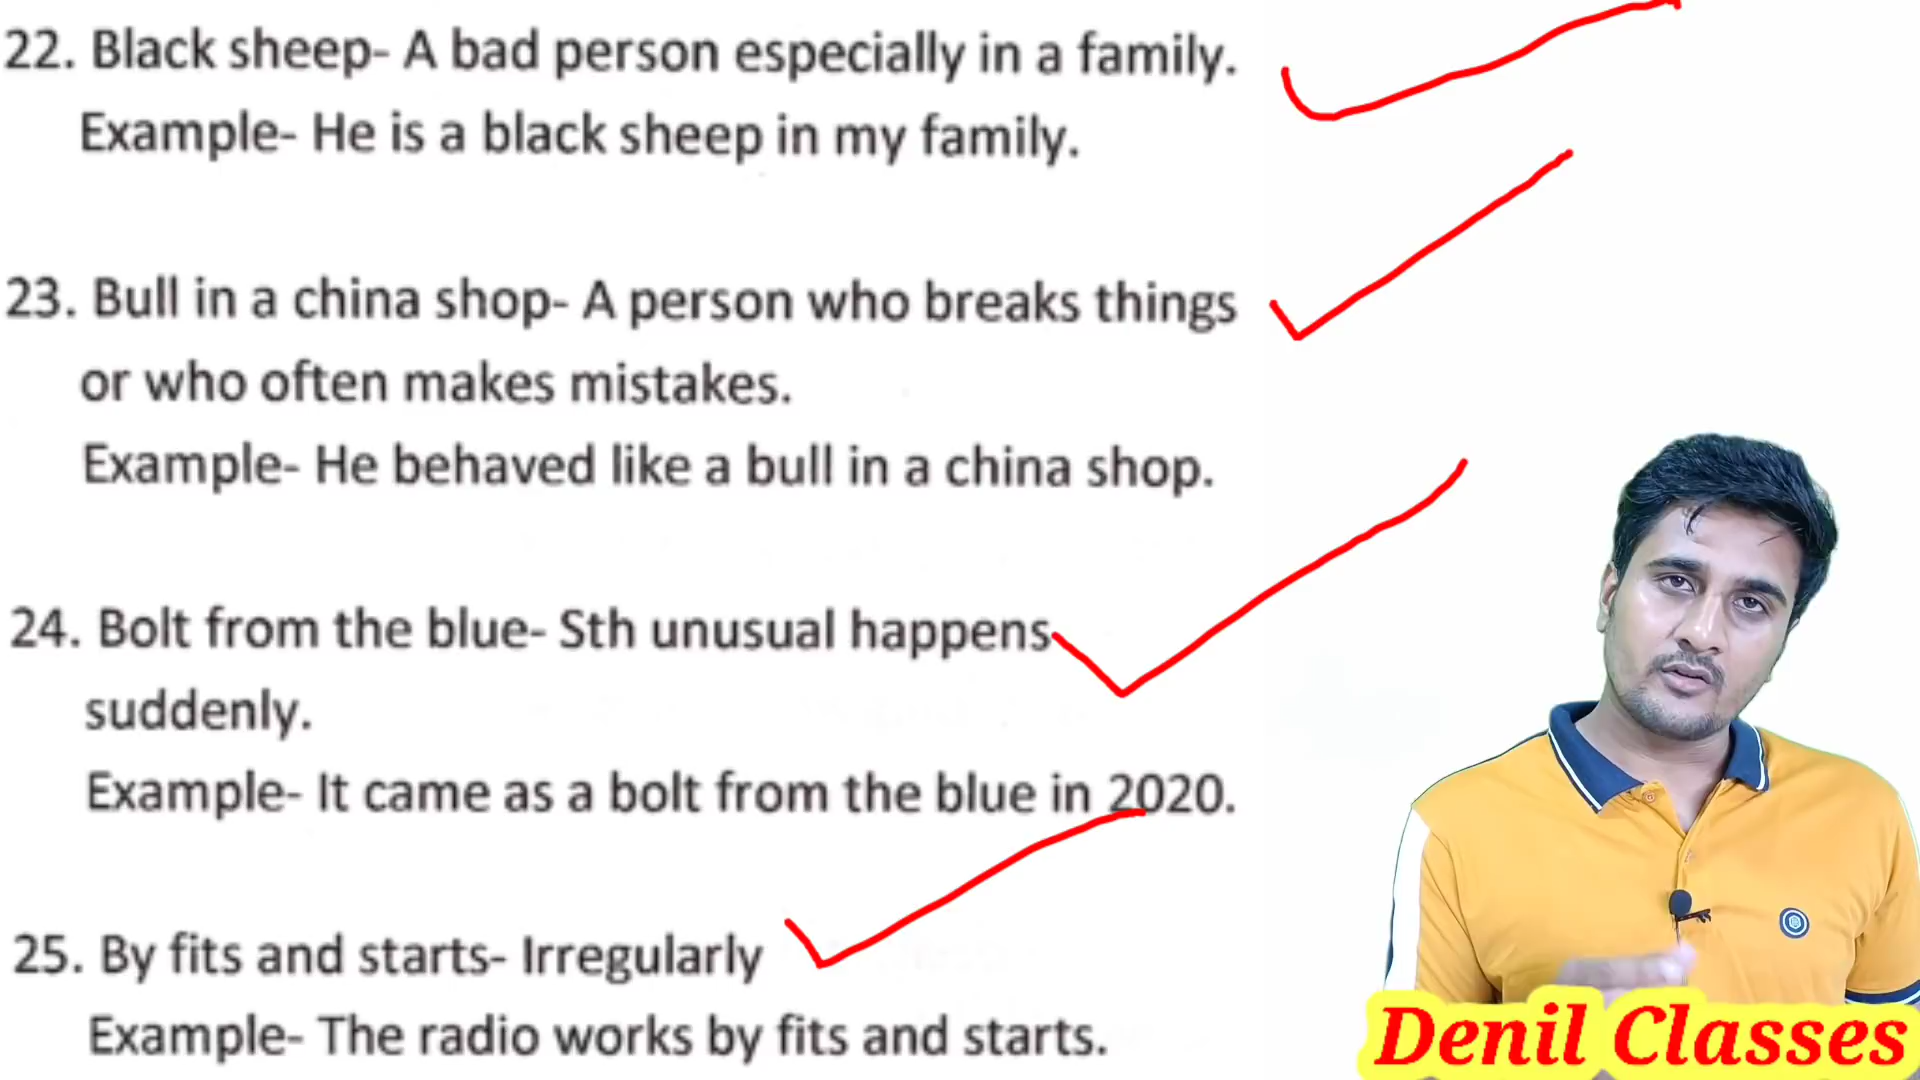 22. Black sheep- A bad person especially in a family.
Example- He is a black sheep in my family.
23. Bull in a china shop- A person who breaks things
or who often makes mistakes.
Example- He behaved like a bull in a china shop.
24. Bolt from the blue- Sth unusual happens
suddenly.
Example- It came as a bolt from the blue in 2020.
25. By fits and starts- Irregularly
Example- The radio works by fits and starts.
Denil Classes